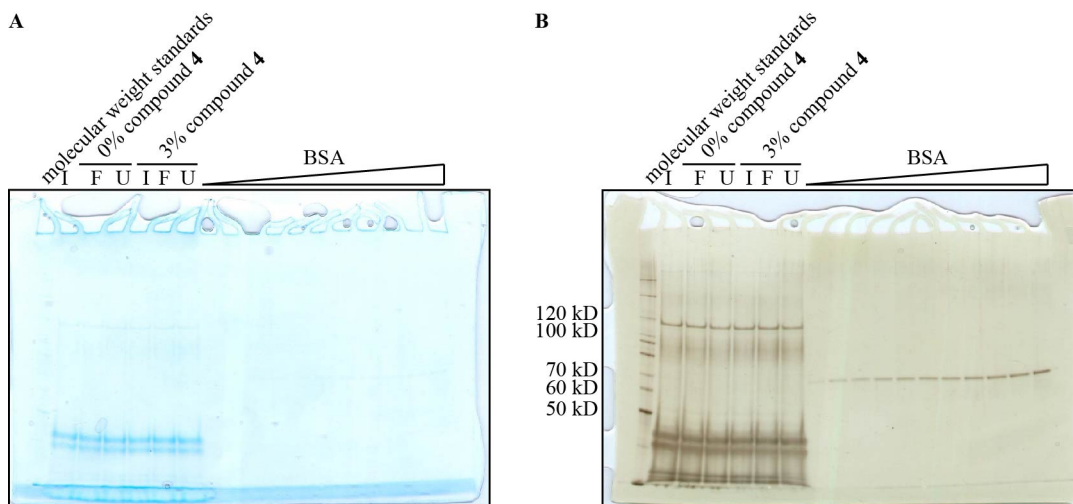 A
molecular weight standards
0% compound 4
3% compound 4
BSA
I F U I F U
B
molecular weight standards
0% compound 4
3% compound 4
BSA
I F U I F U
120 kD
100 kD
70 kD
60 kD
50 kD